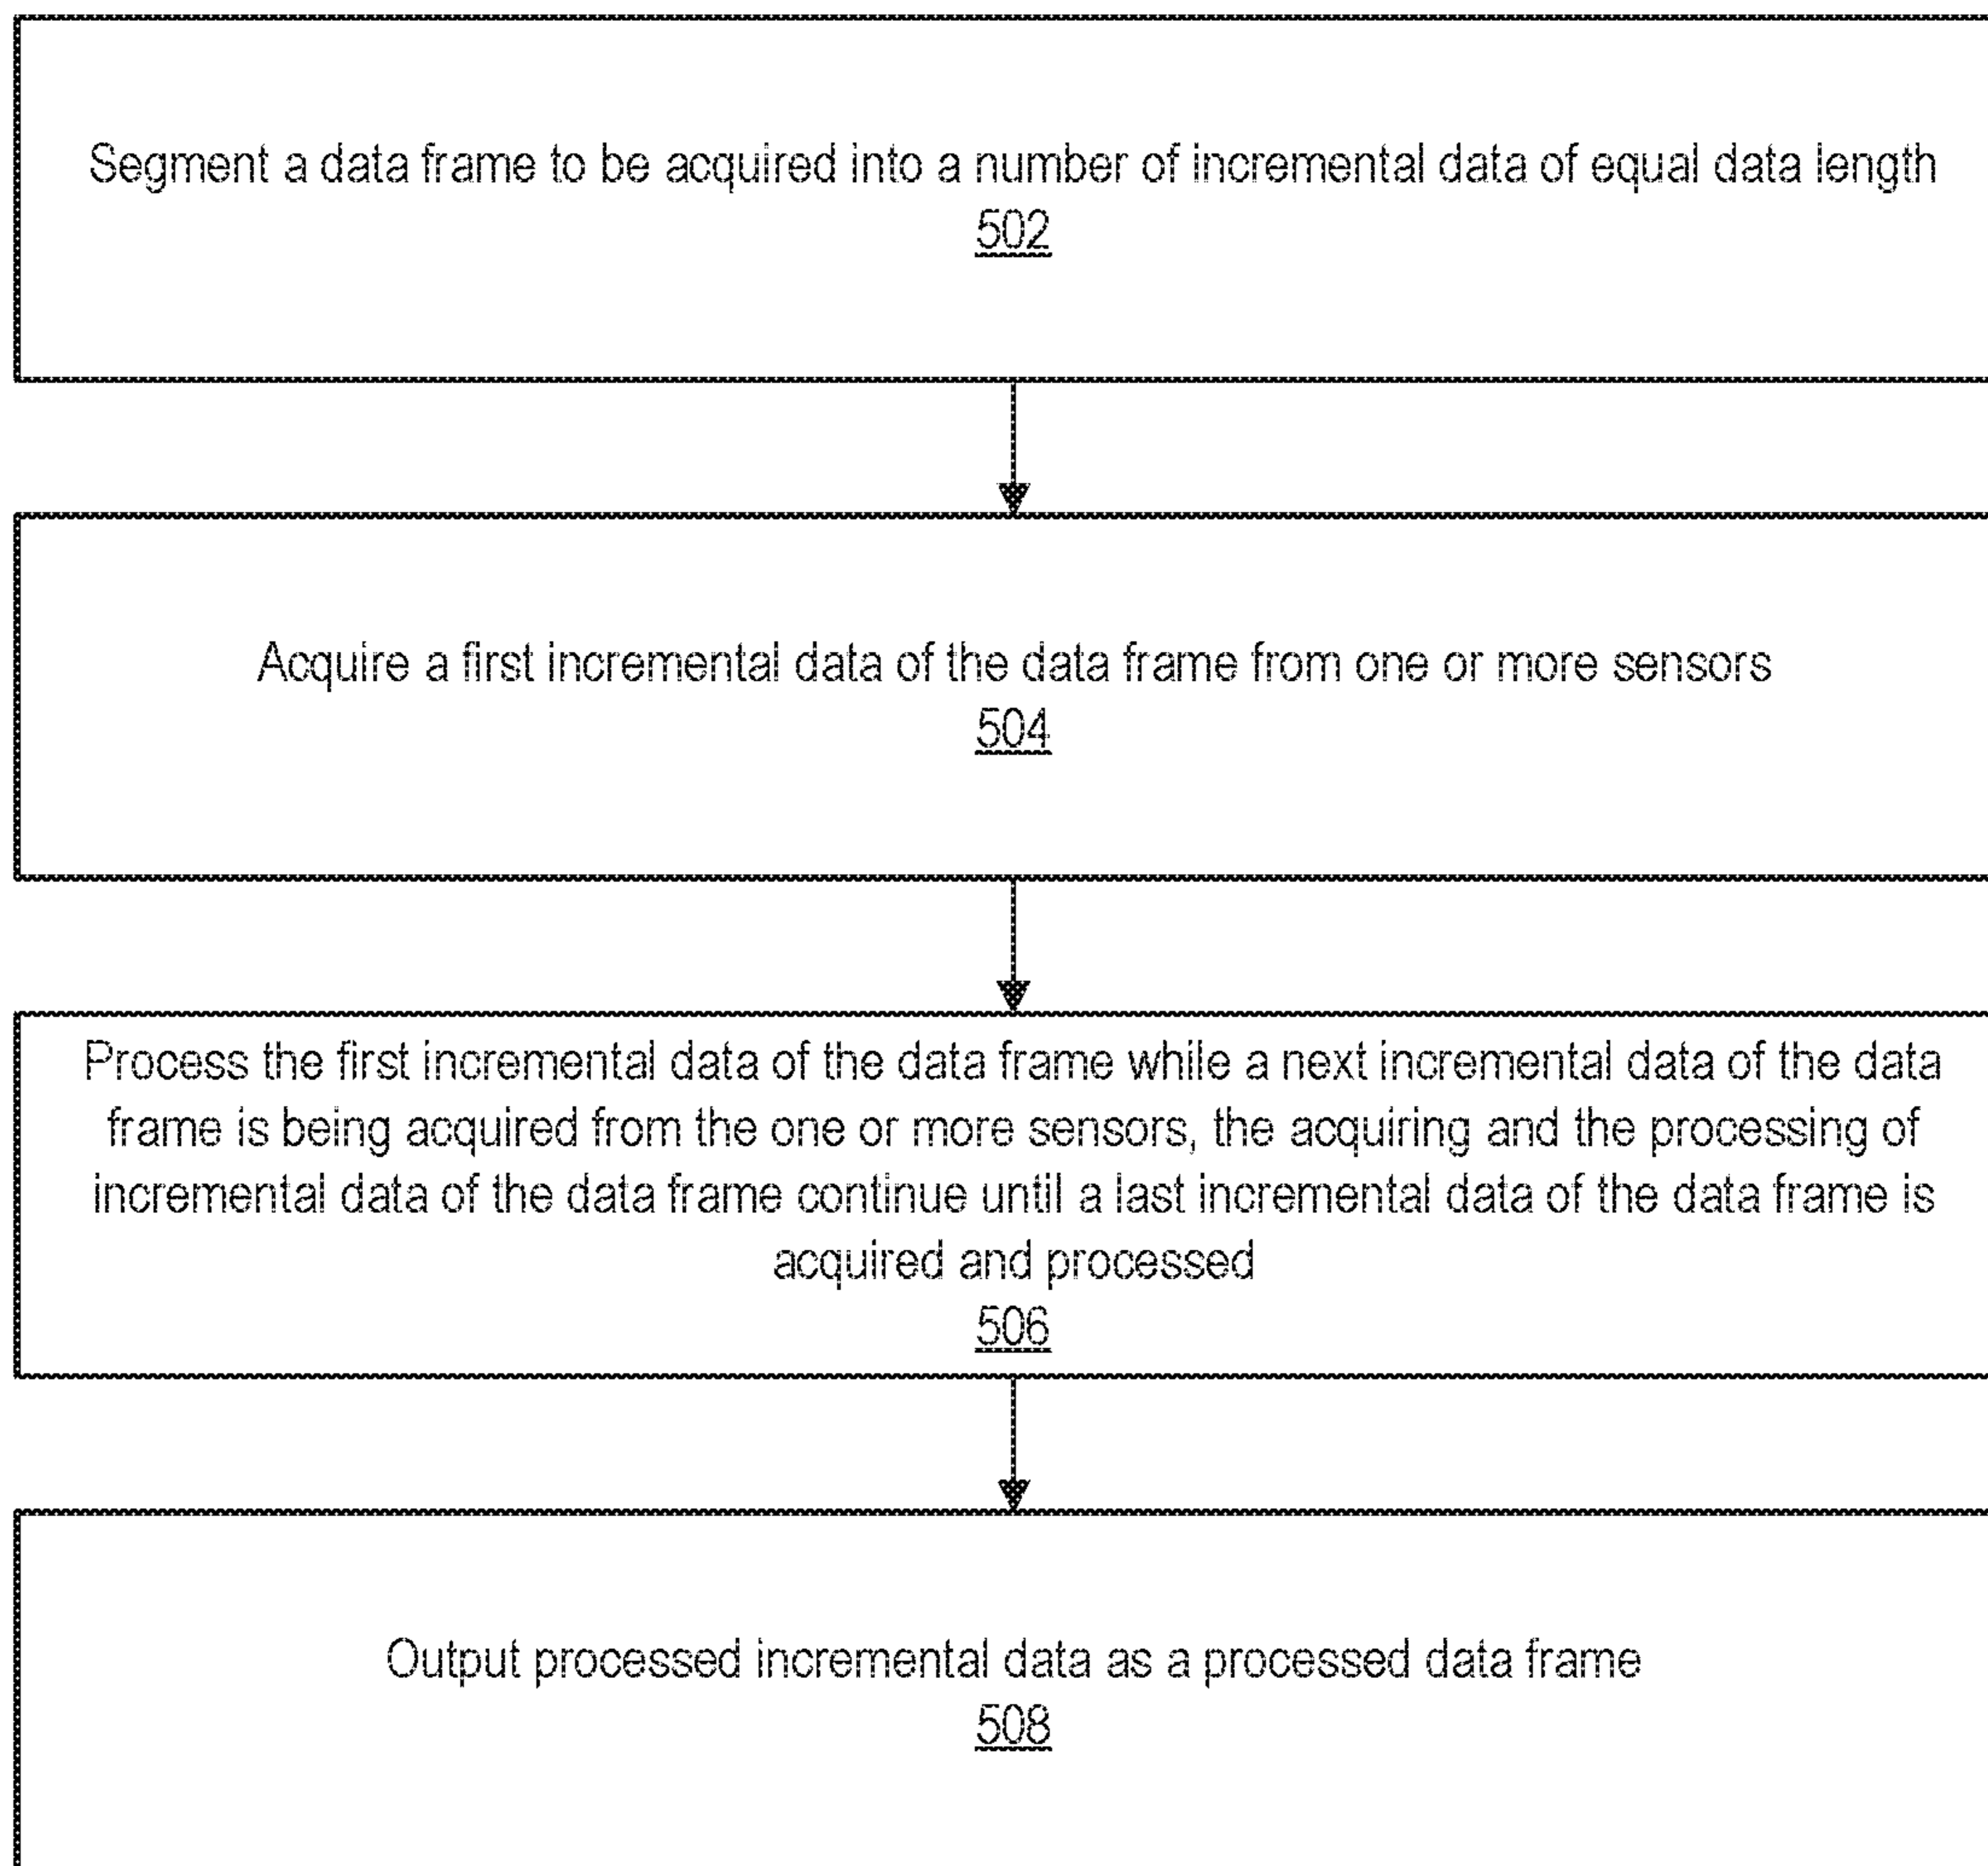 Segment a data frame to be acquired into a number of incremental data of equal data length
502
Acquire a first incremental data of the data frame from one or more sensors
504
Process the first incremental data of the data frame while a next incremental data of the data
frame is being acquired from the one or more sensors, the acquiring and the processing of
incremental data of the data frame continue until a last incremental data of the data frame is
acquired and processed
506
Output processed incremental data as a processed data frame
508